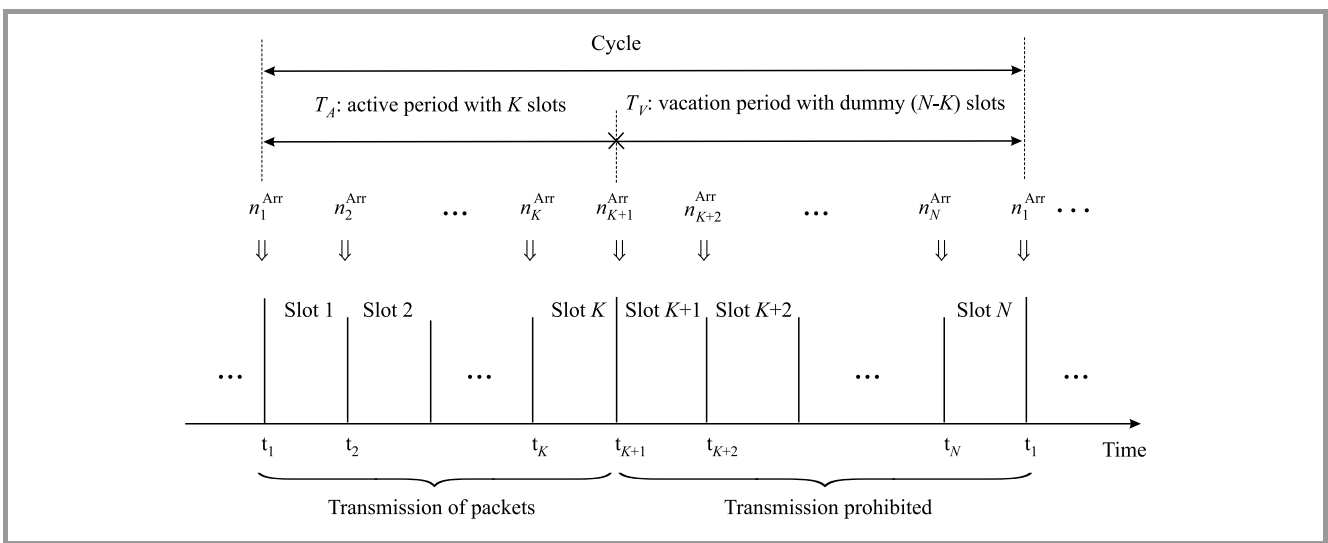 Cycle
T_A: active period with K slots T_V: vacation period with dummy (N-K) slots
n_1^Arr n_2^Arr ... n_K^Arr n_{K+1}^Arr n_{K+2}^Arr ... n_N^Arr n_1^Arr ...
⇓ ⇓ ⇓ ⇓ ⇓ ⇓ ⇓
Slot 1 Slot 2 Slot K Slot K+1 Slot K+2 Slot N
... ... ... ...
t_1 t_2 t_K t_{K+1} t_{K+2} t_N t_1 Time
Transmission of packets Transmission prohibited